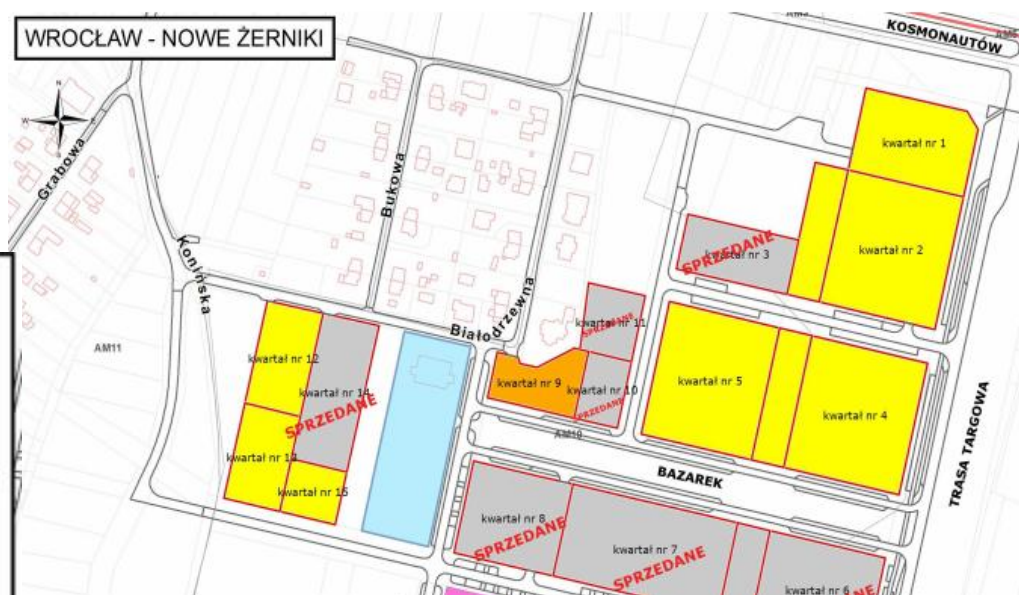 WROCŁAW - NOWE ŻERNIKI
KOSMONAUTÓW
N
W
Grabowa
Bukowa
Konińska
Białodrzewna
AM11
kwartał nr 1
kwartał nr 2
kwartał nr 3
SPRZEDANE
kwartał nr 11
SPRZEDANE
kwartał nr 12
kwartał nr 14
SPRZEDANE
kwartał nr 9
kwartał nr 10
kwartał nr 5
kwartał nr 4
kwartał nr 13
kwartał nr 15
AM10
BAZAREK
TRASA TARGOWA
kwartał nr 8
SPRZEDANE
kwartał nr 7
SPRZEDANE
kwartał nr 6